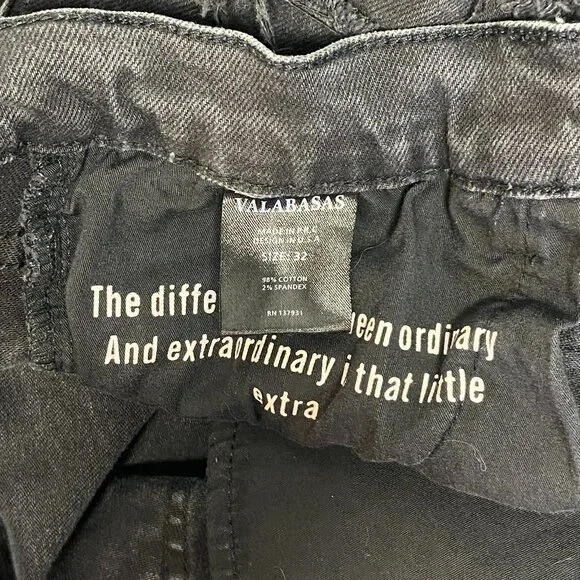 VALABASAS
MADE IN P.R.C
DESIGN IN U.S.A
SIZE: 32
98% COTTON
2% SPANDEX
RN 137931
The diffe een ordinary
And extraordinary i that little
extra